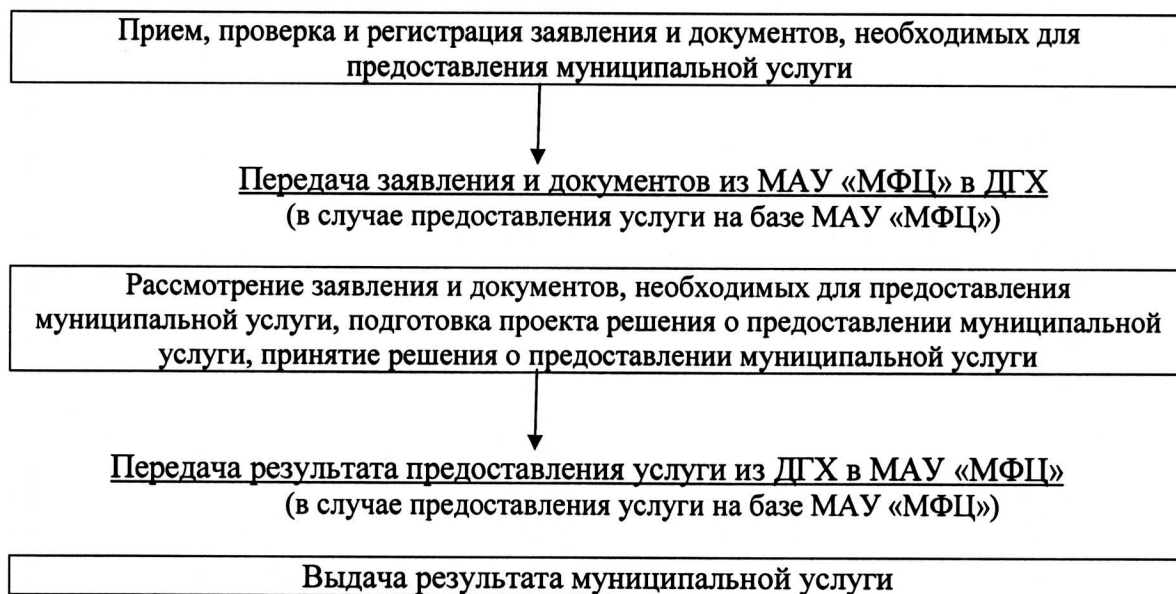 Прием, проверка и регистрация заявления и документов, необходимых для
предоставления муниципальной услуги
Передача заявления и документов из МАУ «МФЦ» в ДГХ
(в случае предоставления услуги на базе МАУ «МФЦ»)
Рассмотрение заявления и документов, необходимых для предоставления
муниципальной услуги, подготовка проекта решения о предоставлении муниципальной
услуги, принятие решения о предоставлении муниципальной услуги
Передача результата предоставления услуги из ДГХ в МАУ «МФЦ»
(в случае предоставления услуги на базе МАУ «МФЦ»)
Выдача результата муниципальной услуги